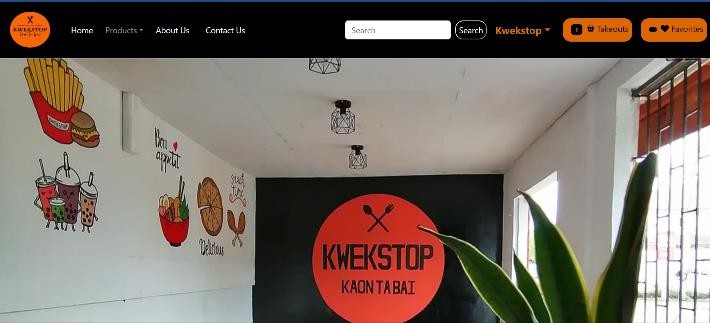 KWEKSTOP
Home
Products
About Us
Contact Us
Search
Search
Kwekstop
Takeouts
Favorites
Bon
appetit
Delicious
KWEKSTOP
KAON TA BAI